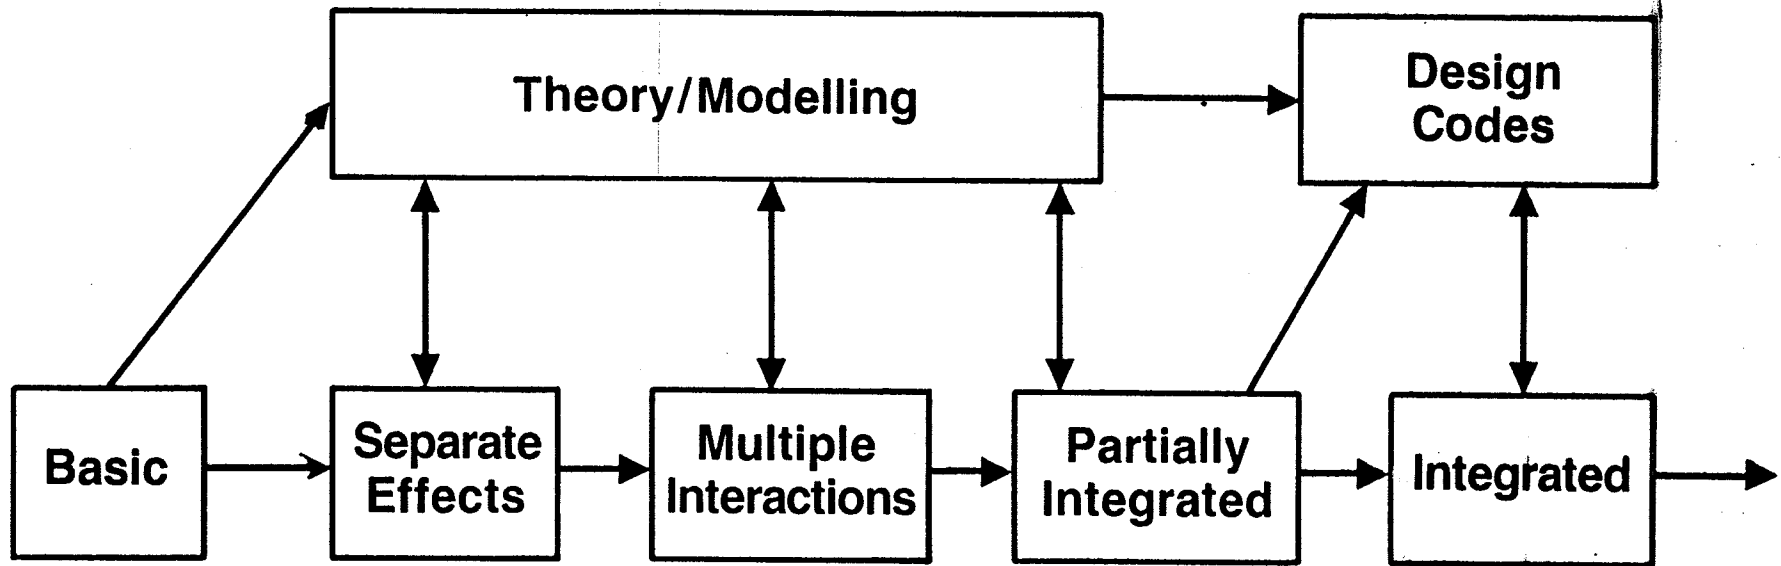 Theory/Modelling
Design
Codes
Basic
Separate
Effects
Multiple
Interactions
Partially
Integrated
Integrated